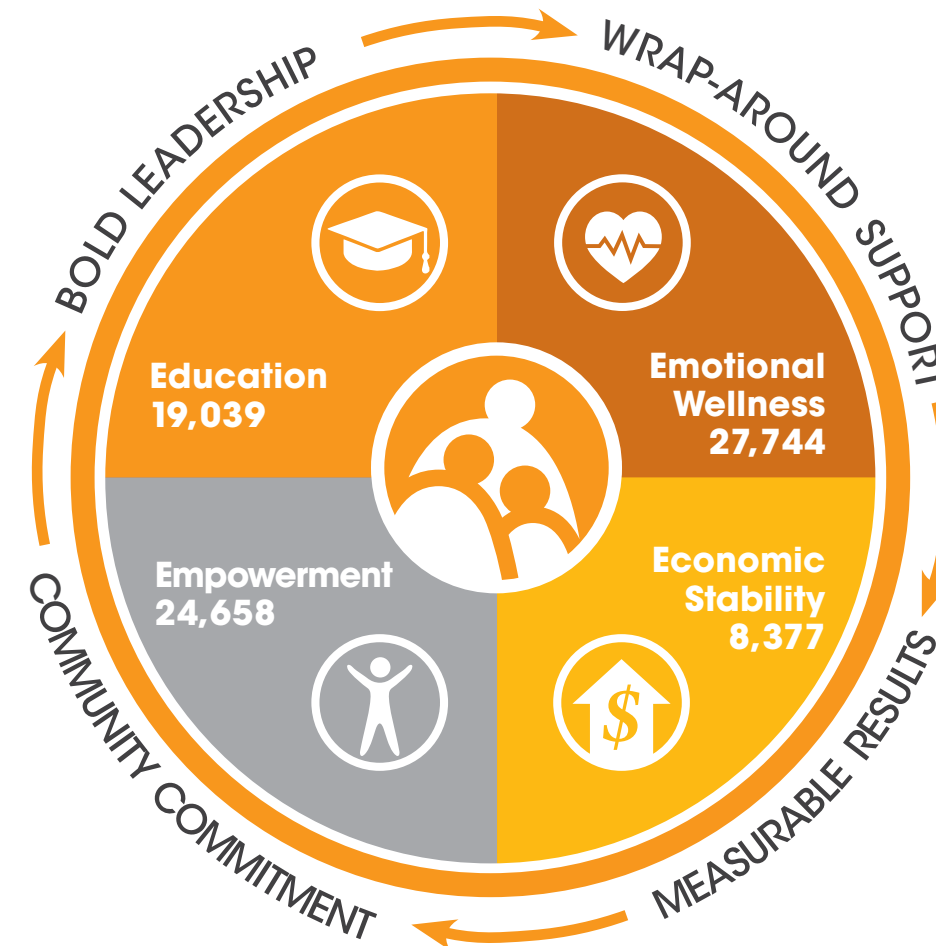 BOLD LEADERSHIP
WRAP-AROUND SUPPORT
Education
19,039
Emotional
Wellness
27,744
Empowerment
24,658
Economic
Stability
8,377
$
COMMUNITY COMMITMENT
MEASURABLE RESULTS